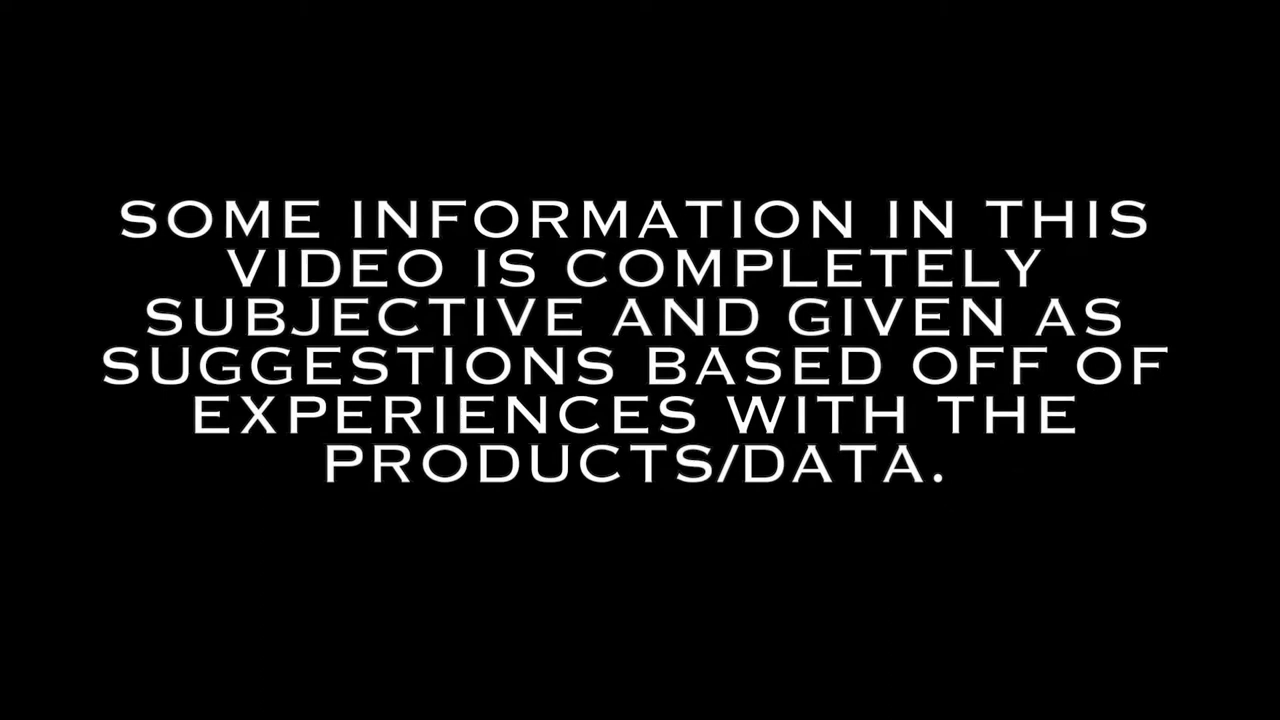 SOME INFORMATION IN THIS
VIDEO IS COMPLETELY
SUBJECTIVE AND GIVEN AS
SUGGESTIONS BASED OFF OF
EXPERIENCES WITH THE
PRODUCTS/DATA.